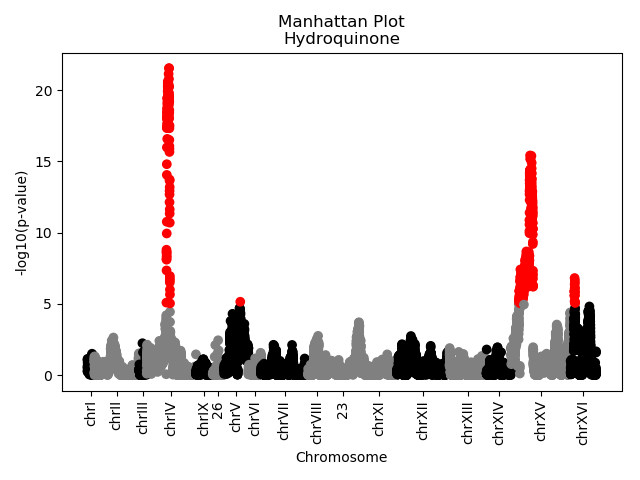 Manhattan Plot
Hydroquinone
-log10(p-value)
20
15
10
5
0
chrI
chrII
chrIII
chrIV
chrIX
26
chrV
chrVI
chrVII
chrVIII
23
chrXI
chrXII
chrXIII
chrXIV
chrXV
chrXVI
Chromosome